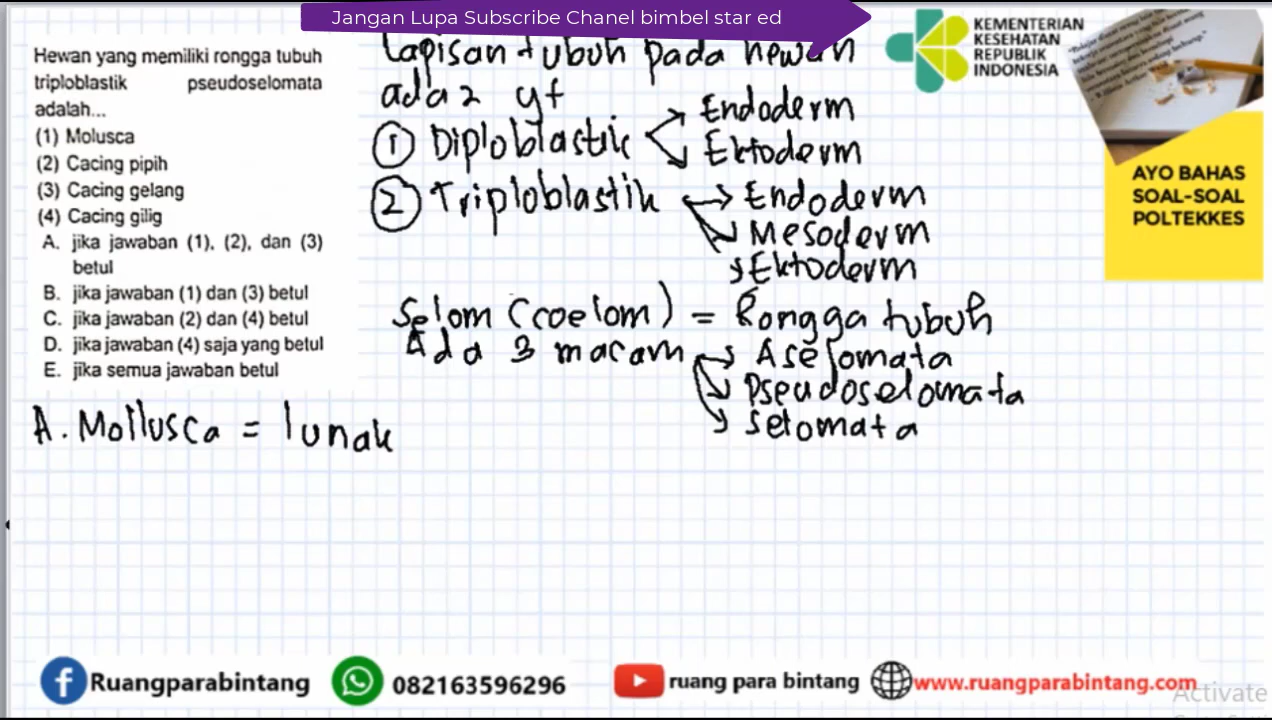 Jangan Lupa Subscribe Chanel bimbel star ed
Hewan yang memiliki rongga tubuh
triploblastik pseudoselomata
adalah...
(1) Molusca
(2) Cacing pipih
(3) Cacing gelang
(4) Cacing gilig
A. jika jawaban (1), (2), dan (3)
betul
B. jika jawaban (1) dan (3) betul
C. jika jawaban (2) dan (4) betul
D. jika jawaban (4) saja yang betul
E. jika semua jawaban betul
A. Mollusca = lunak
Lapisan tubuh pada hewan
ada 2 yt
1 Diploblastik Endoderm
Ektoderm
2 Triploblastik Endoderm
Mesoderm
Ektoderm
Selom (coelom) = Rongga tubuh
Ada 3 macam Aselomata
Pseudoselomata
Selomata
KEMENTERIAN
KESEHATAN
REPUBLIK
INDONESIA
AYO BAHAS
SOAL-SOAL
POLTEKKES
Ruangparabintang
082163596296
ruang para bintang
www.ruangparabintang.com
Activate